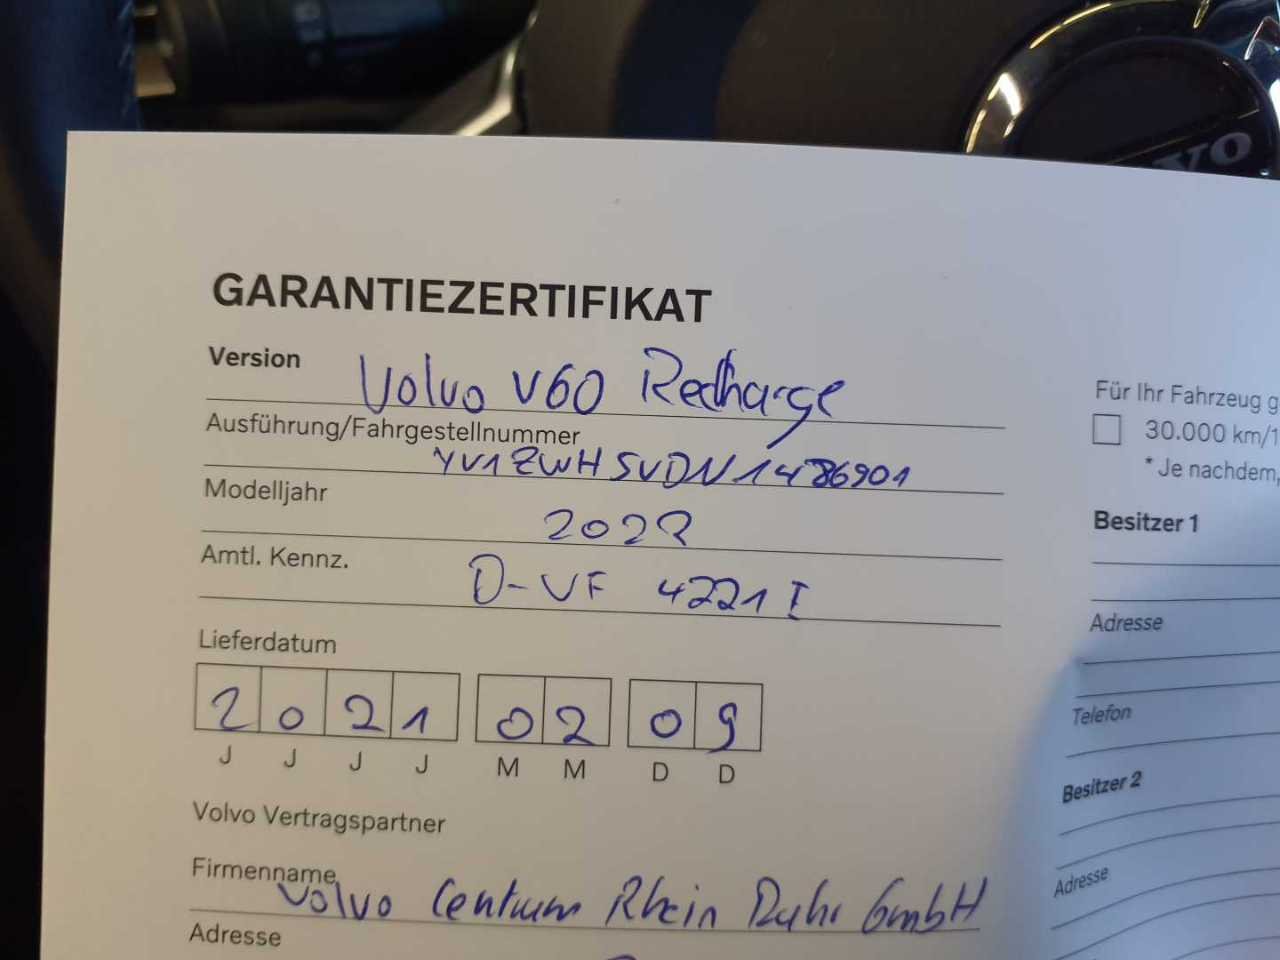 VOLVO
GARANTIEZERTIFIKAT
Version Volvo V60 Recharge
Ausführung/Fahrgestellnummer
YV1ZWH5VDN1486901
Modelljahr
2022
Amtl. Kennz.
D-VF 4221 I
Lieferdatum
2021 02 09
J J J J M M D D
Volvo Vertragspartner
Firmenname
Volvo Centrum Rhein Ruhr GmbH
Adresse
Für Ihr Fahrzeug g
30.000 km/1
* Je nachdem,
Besitzer 1
Adresse
Telefon
Besitzer 2
Adresse